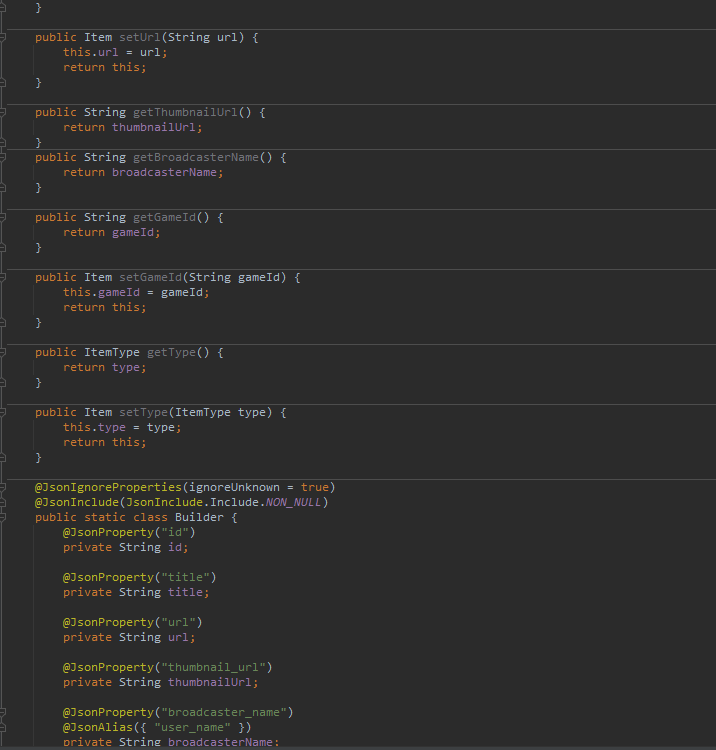 }
public Item setUrl(String url) {
this.url = url;
return this;
}
public String getThumbnailUrl() {
return thumbnailUrl;
}
public String getBroadcasterName() {
return broadcasterName;
}
public String getGameId() {
return gameId;
}
public Item setGameId(String gameId) {
this.gameId = gameId;
return this;
}
public ItemType getType() {
return type;
}
public Item setType(ItemType type) {
this.type = type;
return this;
}
@JsonIgnoreProperties(ignoreUnknown = true)
@JsonInclude(JsonInclude.Include.NON_NULL)
public static class Builder {
@JsonProperty("id")
private String id;
@JsonProperty("title")
private String title;
@JsonProperty("url")
private String url;
@JsonProperty("thumbnail_url")
private String thumbnailUrl;
@JsonProperty("broadcaster_name")
@JsonAlias({ "user_name" })
private String broadcasterName;